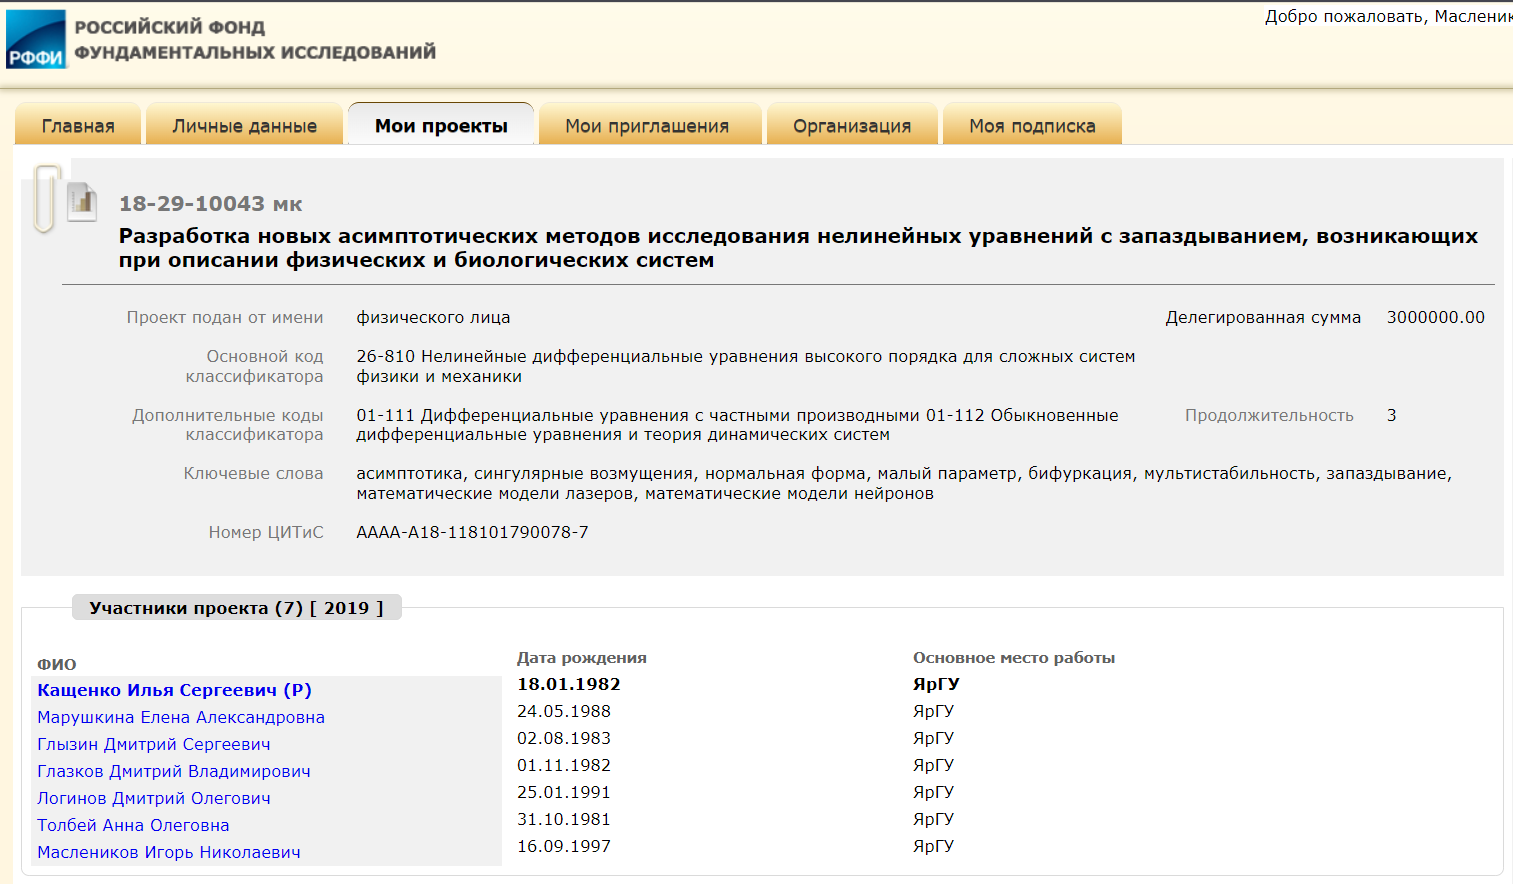 Добро пожаловать, Маслени
РФФИ
РОССИЙСКИЙ ФОНД
ФУНДАМЕНТАЛЬНЫХ ИССЛЕДОВАНИЙ
Главная Личные данные Мои проекты Мои приглашения Организация Моя подписка
18-29-10043 мк
Разработка новых асимптотических методов исследования нелинейных уравнений с запаздыванием, возникающих
при описании физических и биологических систем
Проект подан от имени физического лица Делегированная сумма 3000000.00
Основной код 26-810 Нелинейные дифференциальные уравнения высокого порядка для сложных систем
классификатора физики и механики
Дополнительные коды 01-111 Дифференциальные уравнения с частными производными 01-112 Обыкновенные Продолжительность 3
классификатора дифференциальные уравнения и теория динамических систем
Ключевые слова асимптотика, сингулярные возмущения, нормальная форма, малый параметр, бифуркация, мультистабильность, запаздывание,
математические модели лазеров, математические модели нейронов
Номер ЦИТиС АААА-А18-118101790078-7
Участники проекта (7) [ 2019 ]
ФИО Дата рождения Основное место работы
Кащенко Илья Сергеевич (Р) 18.01.1982 ЯрГУ
Марушкина Елена Александровна 24.05.1988 ЯрГУ
Глызин Дмитрий Сергеевич 02.08.1983 ЯрГУ
Глазков Дмитрий Владимирович 01.11.1982 ЯрГУ
Логинов Дмитрий Олегович 25.01.1991 ЯрГУ
Толбей Анна Олеговна 31.10.1981 ЯрГУ
Маслеников Игорь Николаевич 16.09.1997 ЯрГУ